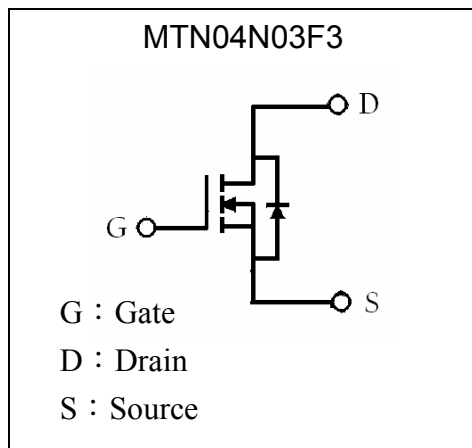 MTN04N03F3
D
G
S
G：Gate
D：Drain
S：Source